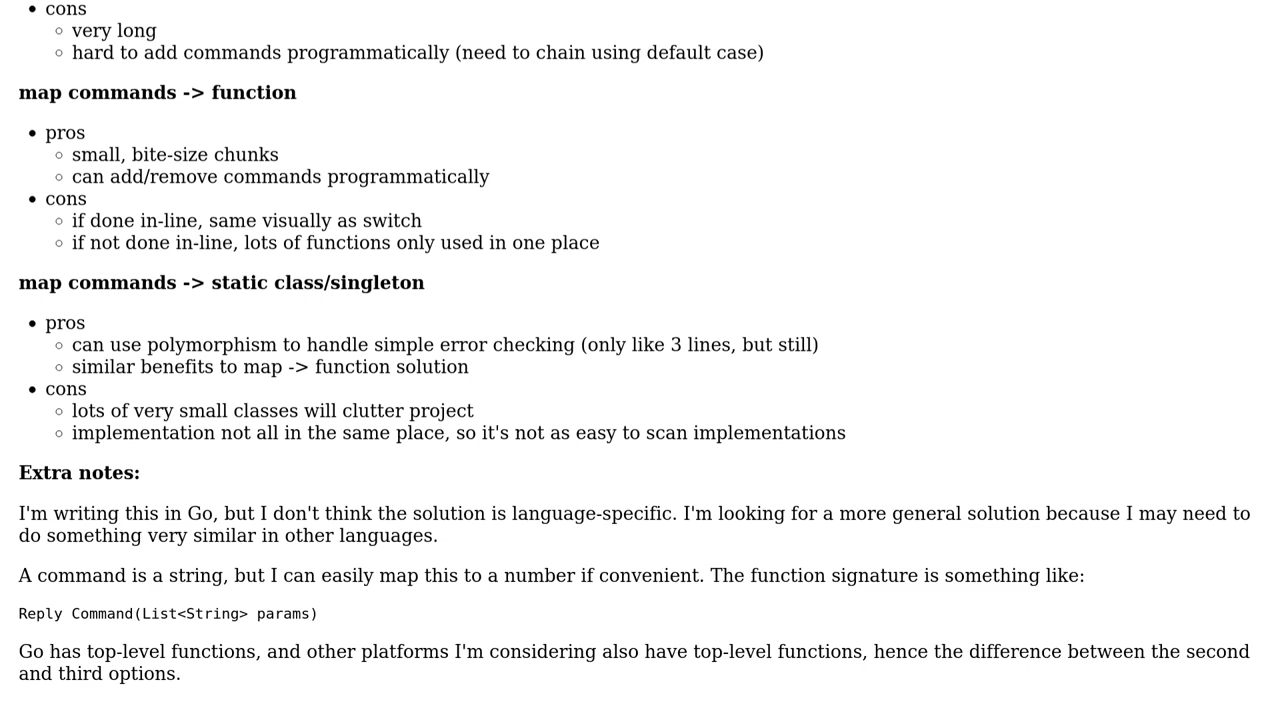 cons
very long
hard to add commands programmatically (need to chain using default case)
map commands -> function
pros
small, bite-size chunks
can add/remove commands programmatically
cons
if done in-line, same visually as switch
if not done in-line, lots of functions only used in one place
map commands -> static class/singleton
pros
can use polymorphism to handle simple error checking (only like 3 lines, but still)
similar benefits to map -> function solution
cons
lots of very small classes will clutter project
implementation not all in the same place, so it's not as easy to scan implementations
Extra notes:
I'm writing this in Go, but I don't think the solution is language-specific. I'm looking for a more general solution because I may need to
do something very similar in other languages.
A command is a string, but I can easily map this to a number if convenient. The function signature is something like:
Reply Command(List<String> params)
Go has top-level functions, and other platforms I'm considering also have top-level functions, hence the difference between the second
and third options.